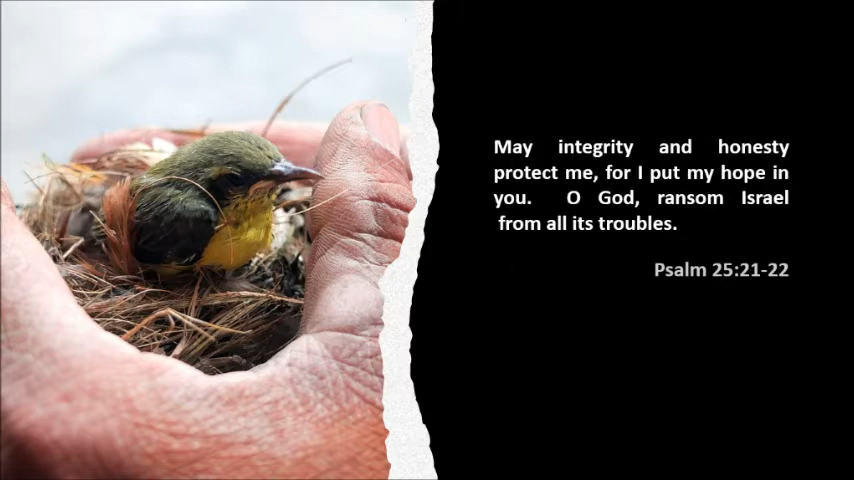 May integrity and honesty
protect me, for I put my hope in
you. O God, ransom Israel
from all its troubles.
Psalm 25:21-22